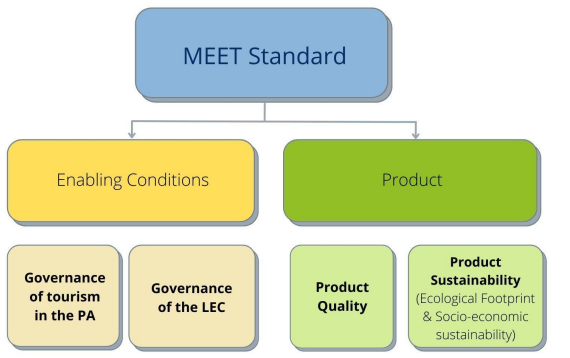 MEET Standard
Enabling Conditions
Product
Governance
of tourism
in the PA
Governance
of the LEC
Product
Quality
Product
Sustainability
(Ecological Footprint
& Socio-economic
sustainability)